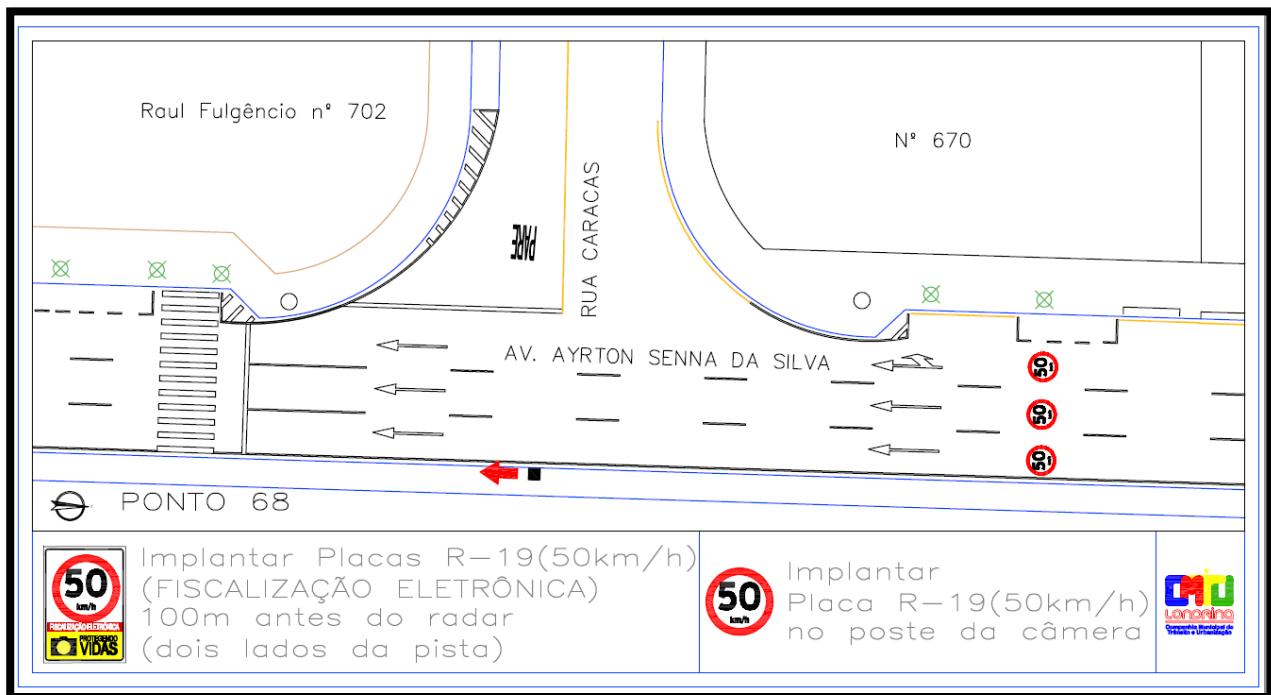 Raul Fulgêncio nº 702
Nº 670
PARE
RUA CARACAS
AV. AYRTON SENNA DA SILVA
50
50
50
PONTO 68
50
km/h
FISCALIZAÇÃO ELETRÔNICA
PROTEGENDO
VIDAS
Implantar Placas R-19(50km/h)
(FISCALIZAÇÃO ELETRÔNICA)
100m antes do radar
(dois lados da pista)
50
km/h
Implantar
Placa R-19(50km/h)
no poste da câmera
CMTU
Londrina
Companhia Municipal de
Trânsito e Urbanização